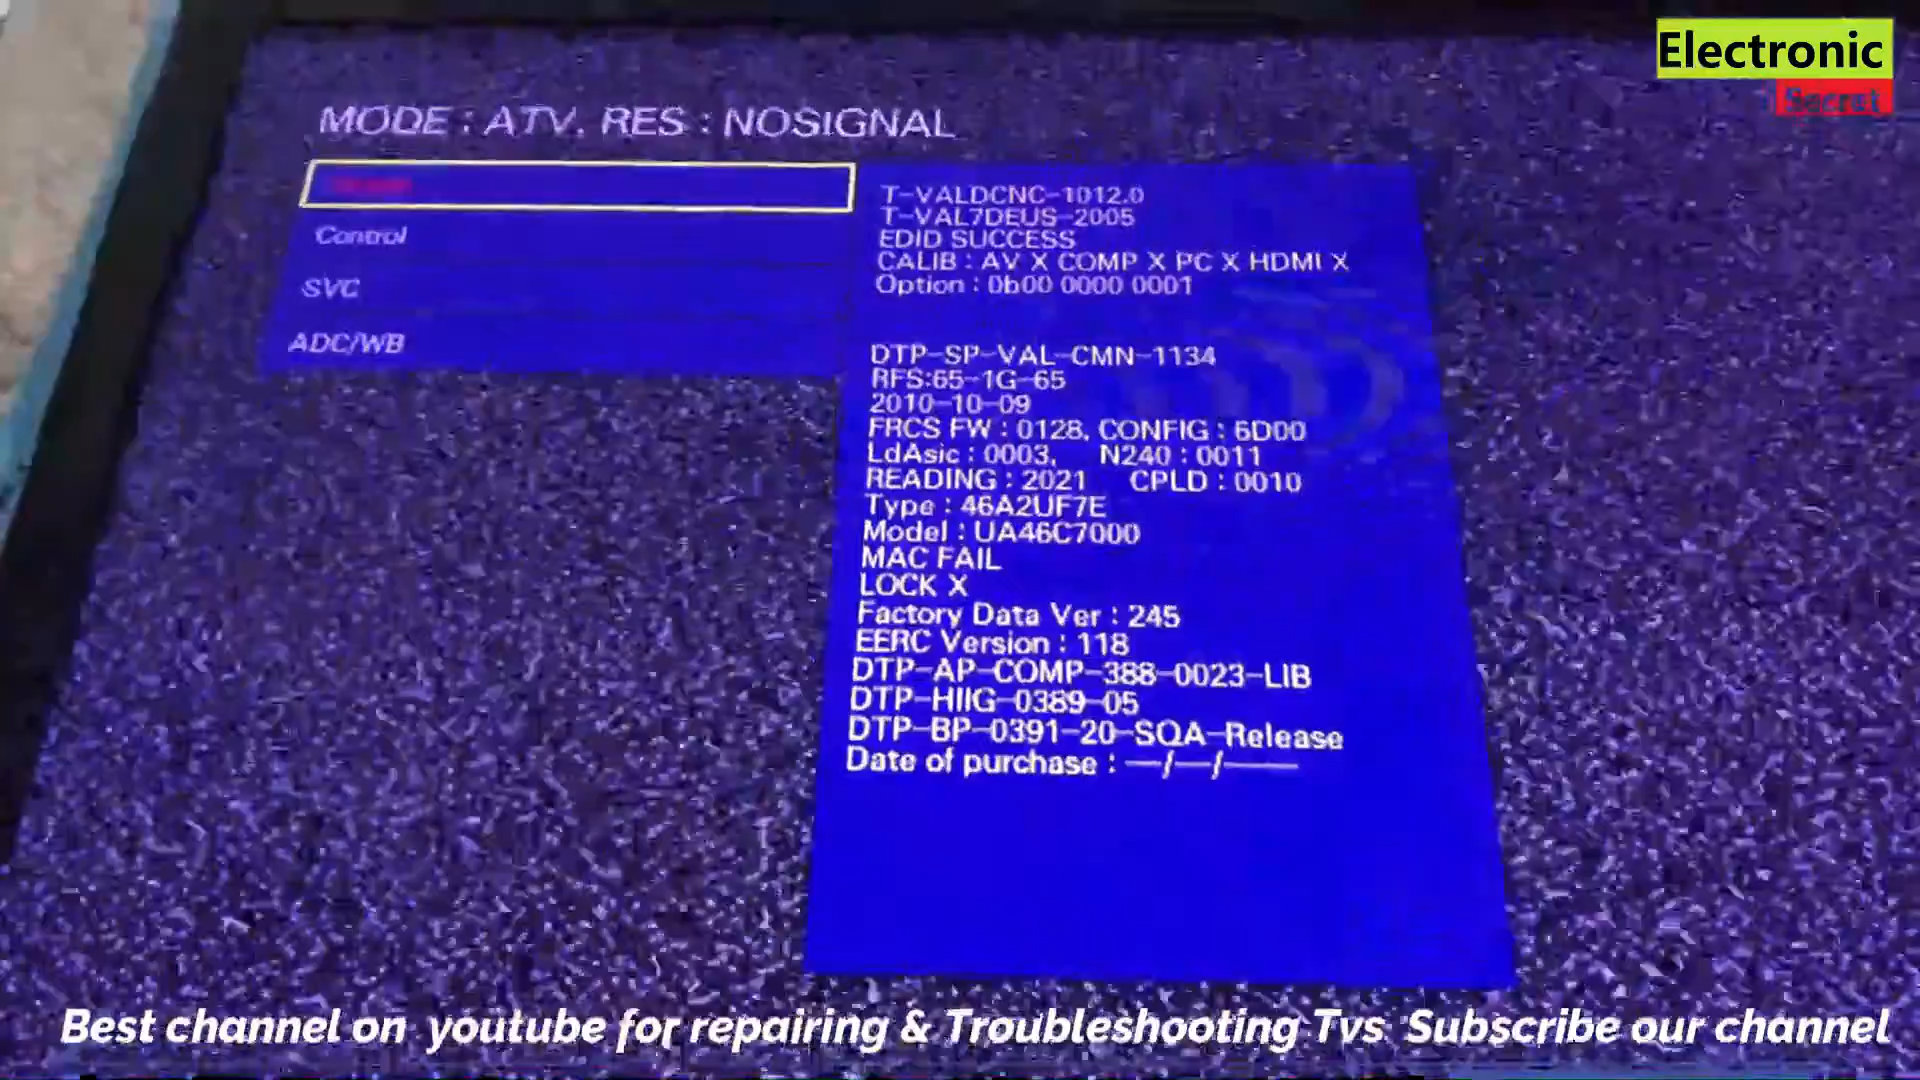 Electronic
Secret
MODE : ATV, RES : NOSIGNAL
Control
SVC
ADC/WB
T-VALDCNC-1012.0
T-VAL7DEUS-2005
EDID SUCCESS
CALIB : AV X COMP X PC X HDMI X
Option : 0b00 0000 0001
DTP-SP-VAL-CMN-1134
RFS:65-1G-65
2010-10-09
FRCS FW : 0128, CONFIG : 6D00
LdAsic : 0003, N240 : 0011
READING : 2021 CPLD : 0010
Type : 46A2UF7E
Model : UA46C7000
MAC FAIL
LOCK X
Factory Data Ver : 245
EERC Version : 118
DTP-AP-COMP-388-0023-LIB
DTP-HIIG-0389-05
DTP-BP-0391-20-SQA-Release
Date of purchase : --/--/----
Best channel on youtube for repairing & Troubleshooting Tvs Subscribe our channel